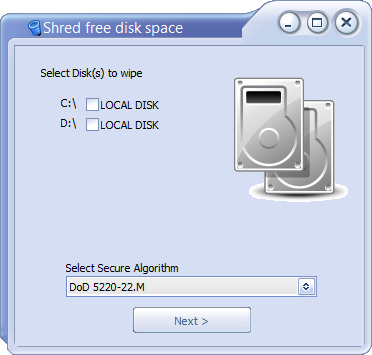 Shred free disk space
Select Disk(s) to wipe
C:\ LOCAL DISK
D:\ LOCAL DISK
Select Secure Algorithm
DoD 5220-22.M
Next >